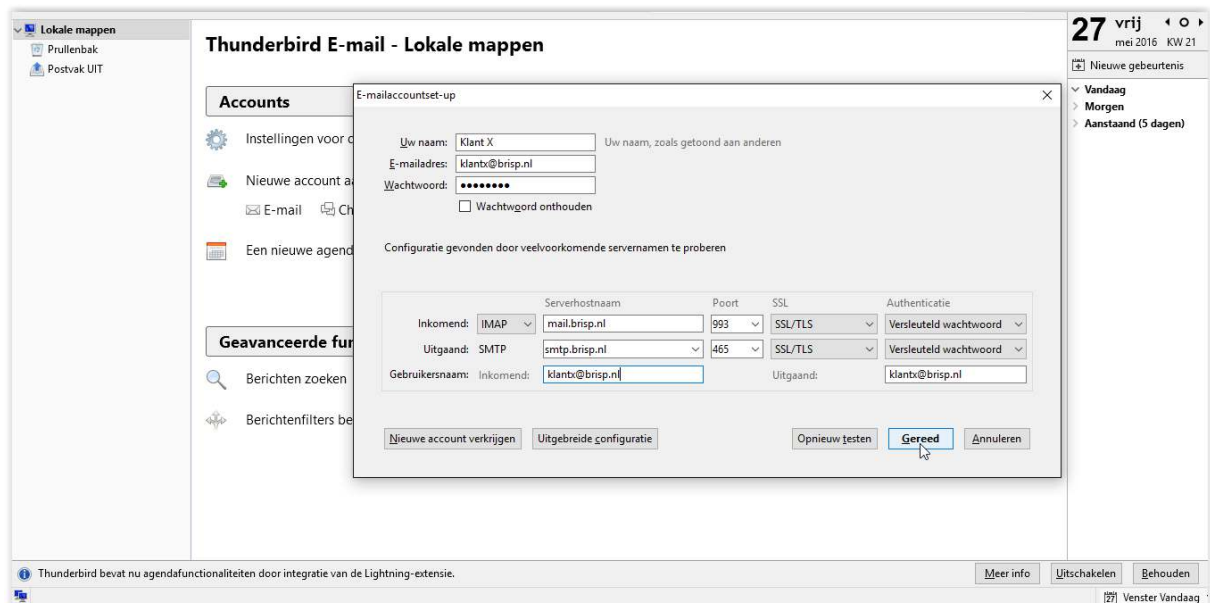 Lokale mappen
Prullenbak
Postvak UIT
Thunderbird E-mail - Lokale mappen
Accounts
Instellingen voor
Nieuwe account
E-mail
Een nieuwe agend
Geavanceerde fur
Berichten zoeken
Berichtenfilters be
E-mailaccountset-up
Uw naam: Klant X Uw naam, zoals getoond aan anderen
E-mailadres: klantx@brisp.nl
Wachtwoord: ●●●●●●●●
Wachtwoord onthouden
Configuratie gevonden door veelvoorkomende servernamen te proberen
Serverhostnaam Poort SSL Authenticatie
Inkomend: IMAP mail.brisp.nl 993 SSL/TLS Versleuteld wachtwoord
Uitgaand: SMTP smtp.brisp.nl 465 SSL/TLS Versleuteld wachtwoord
Gebruikersnaam: Inkomend: klantx@brisp.nl Uitgaand: klantx@brisp.nl
Nieuwe account verkrijgen Uitgebreide configuratie Opnieuw testen Gereed Annuleren
27 vrij
mei 2016 KW 21
Nieuwe gebeurtenis
Vandaag
Morgen
Aanstaand (5 dagen)
Thunderbird bevat nu agendafunctionaliteiten door integratie van de Lightning-extensie. Meer info Uitschakelen Behouden
27 Venster Vandaag